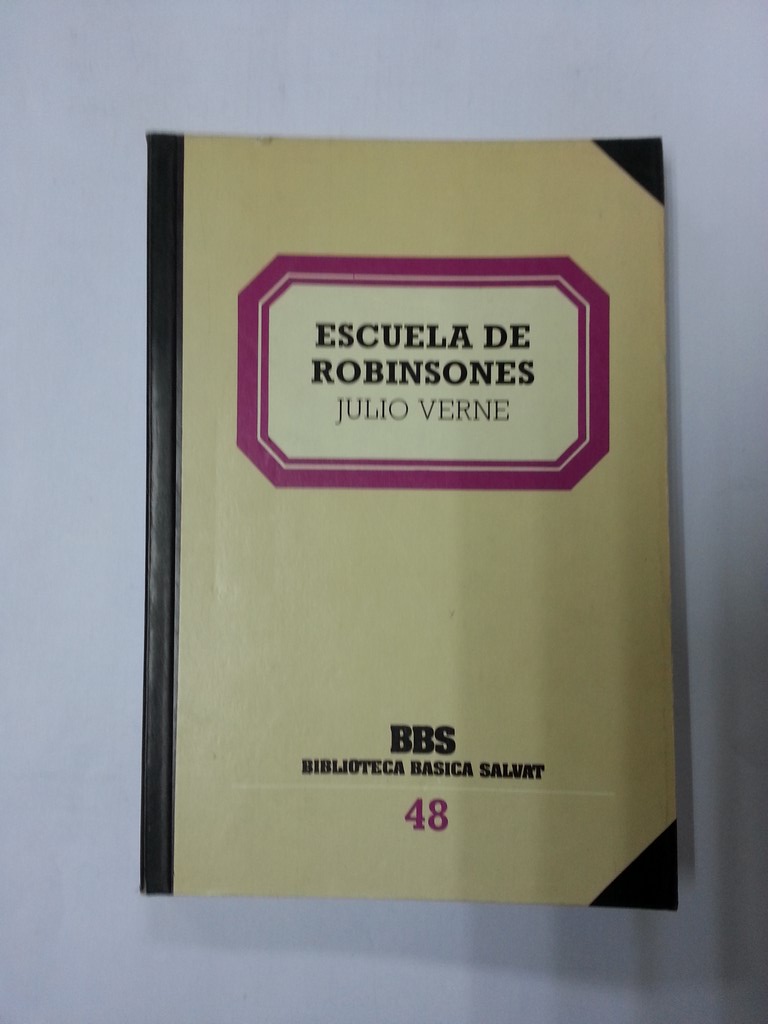 ESCUELA DE
ROBINSONES
JULIO VERNE
BBS
BIBLIOTECA BASICA SALVAT
48